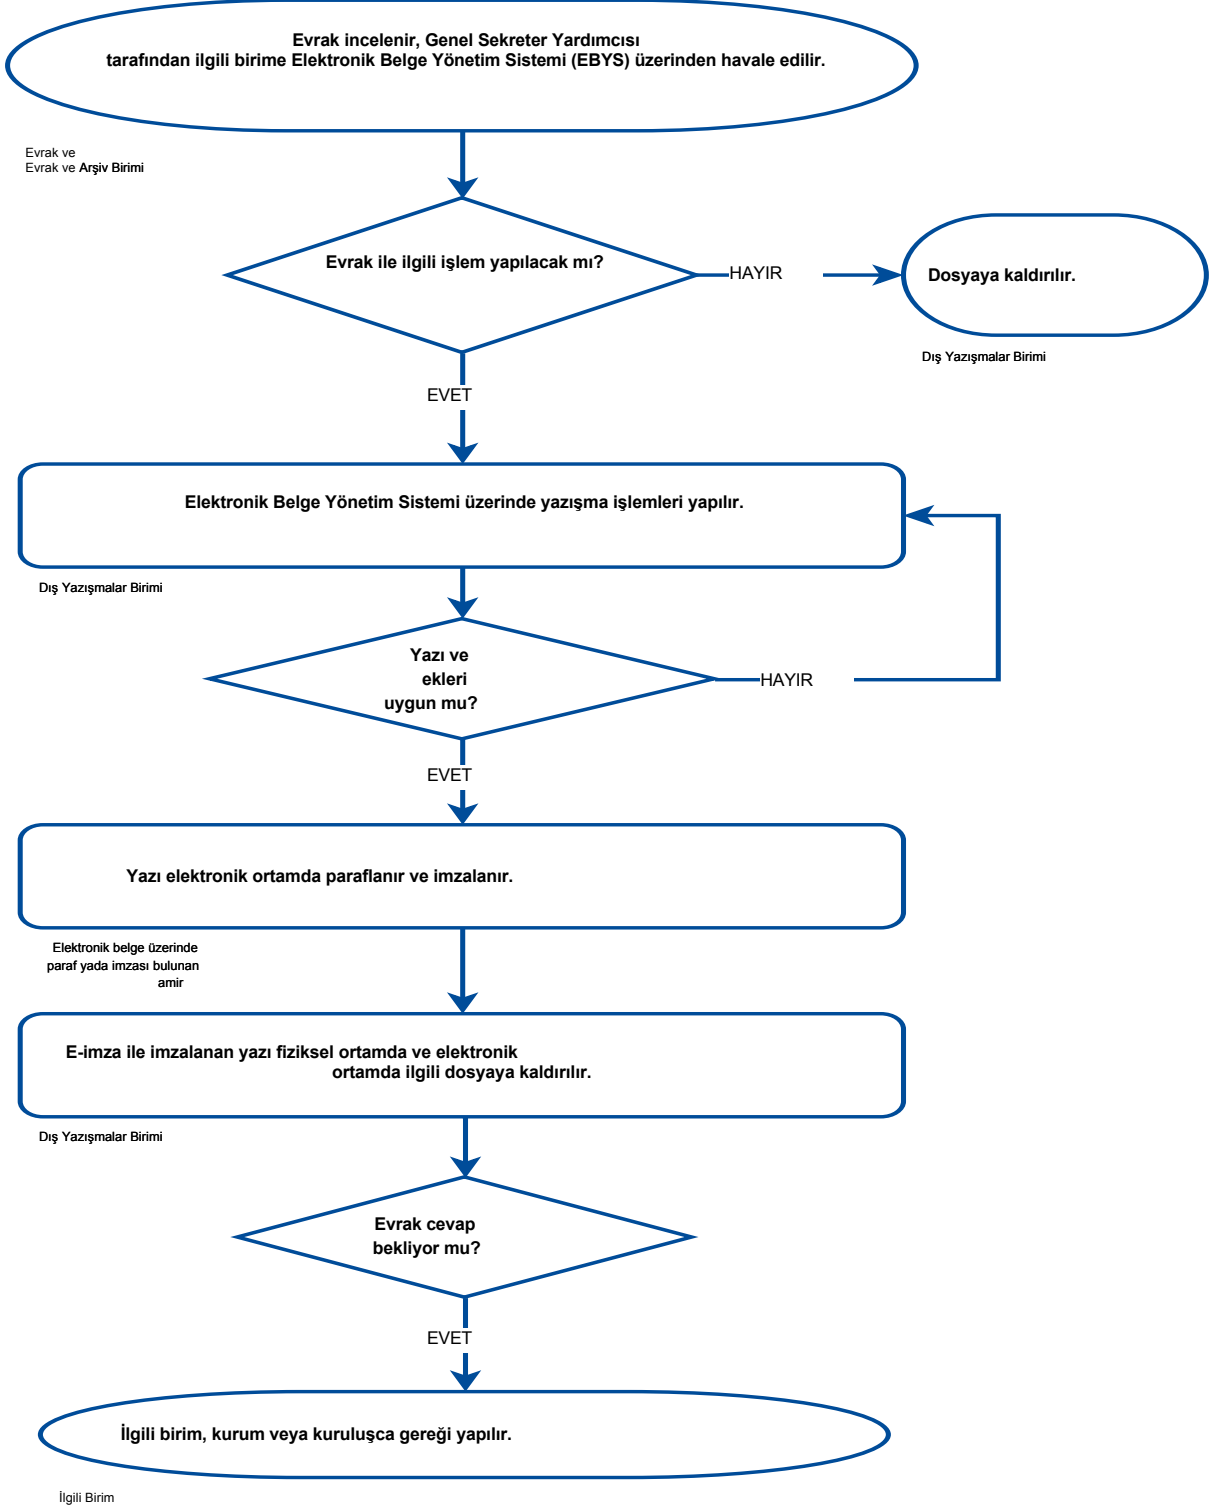 Evrak incelenir, Genel Sekreter Yardımcısı
tarafından ilgili birime Elektronik Belge Yönetim Sistemi (EBYS) üzerinden havale edilir.
Evrak ve
Evrak ve Arşiv Birimi
Evrak ile ilgili işlem yapılacak mı?
HAYIR
Dosyaya kaldırılır.
Dış Yazışmalar Birimi
EVET
Elektronik Belge Yönetim Sistemi üzerinde yazışma işlemleri yapılır.
Dış Yazışmalar Birimi
Yazı ve
ekleri
uygun mu?
HAYIR
EVET
Yazı elektronik ortamda paraflanır ve imzalanır.
Elektronik belge üzerinde
paraf yada imzası bulunan
amir
E-imza ile imzalanan yazı fiziksel ortamda ve elektronik
ortamda ilgili dosyaya kaldırılır.
Dış Yazışmalar Birimi
Evrak cevap
bekliyor mu?
EVET
İlgili birim, kurum veya kuruluşca gereği yapılır.
İlgili Birim